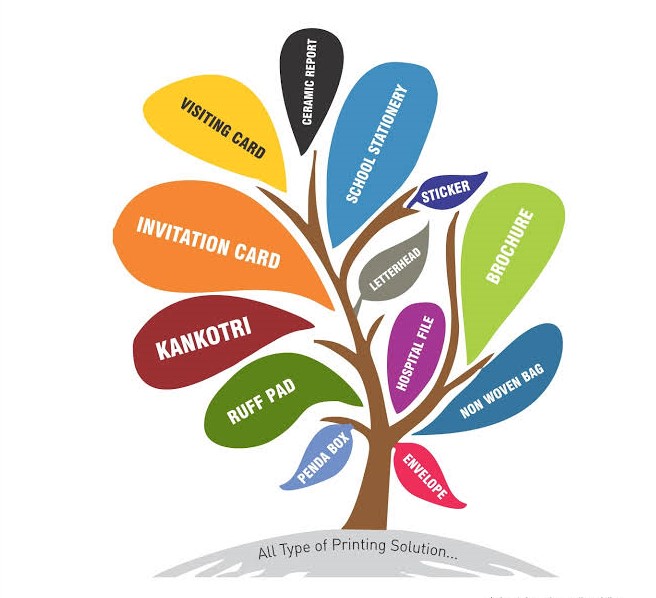 CERAMIC REPORT
VISITING CARD
SCHOOL STATIONERY
STICKER
INVITATION CARD
BROCHURE
LETTERHEAD
KANKOTRI
HOSPITAL FILE
RUFF PAD
NON WOVEN BAG
PENDA BOX
ENVELOPE
All Type of Printing Solution...